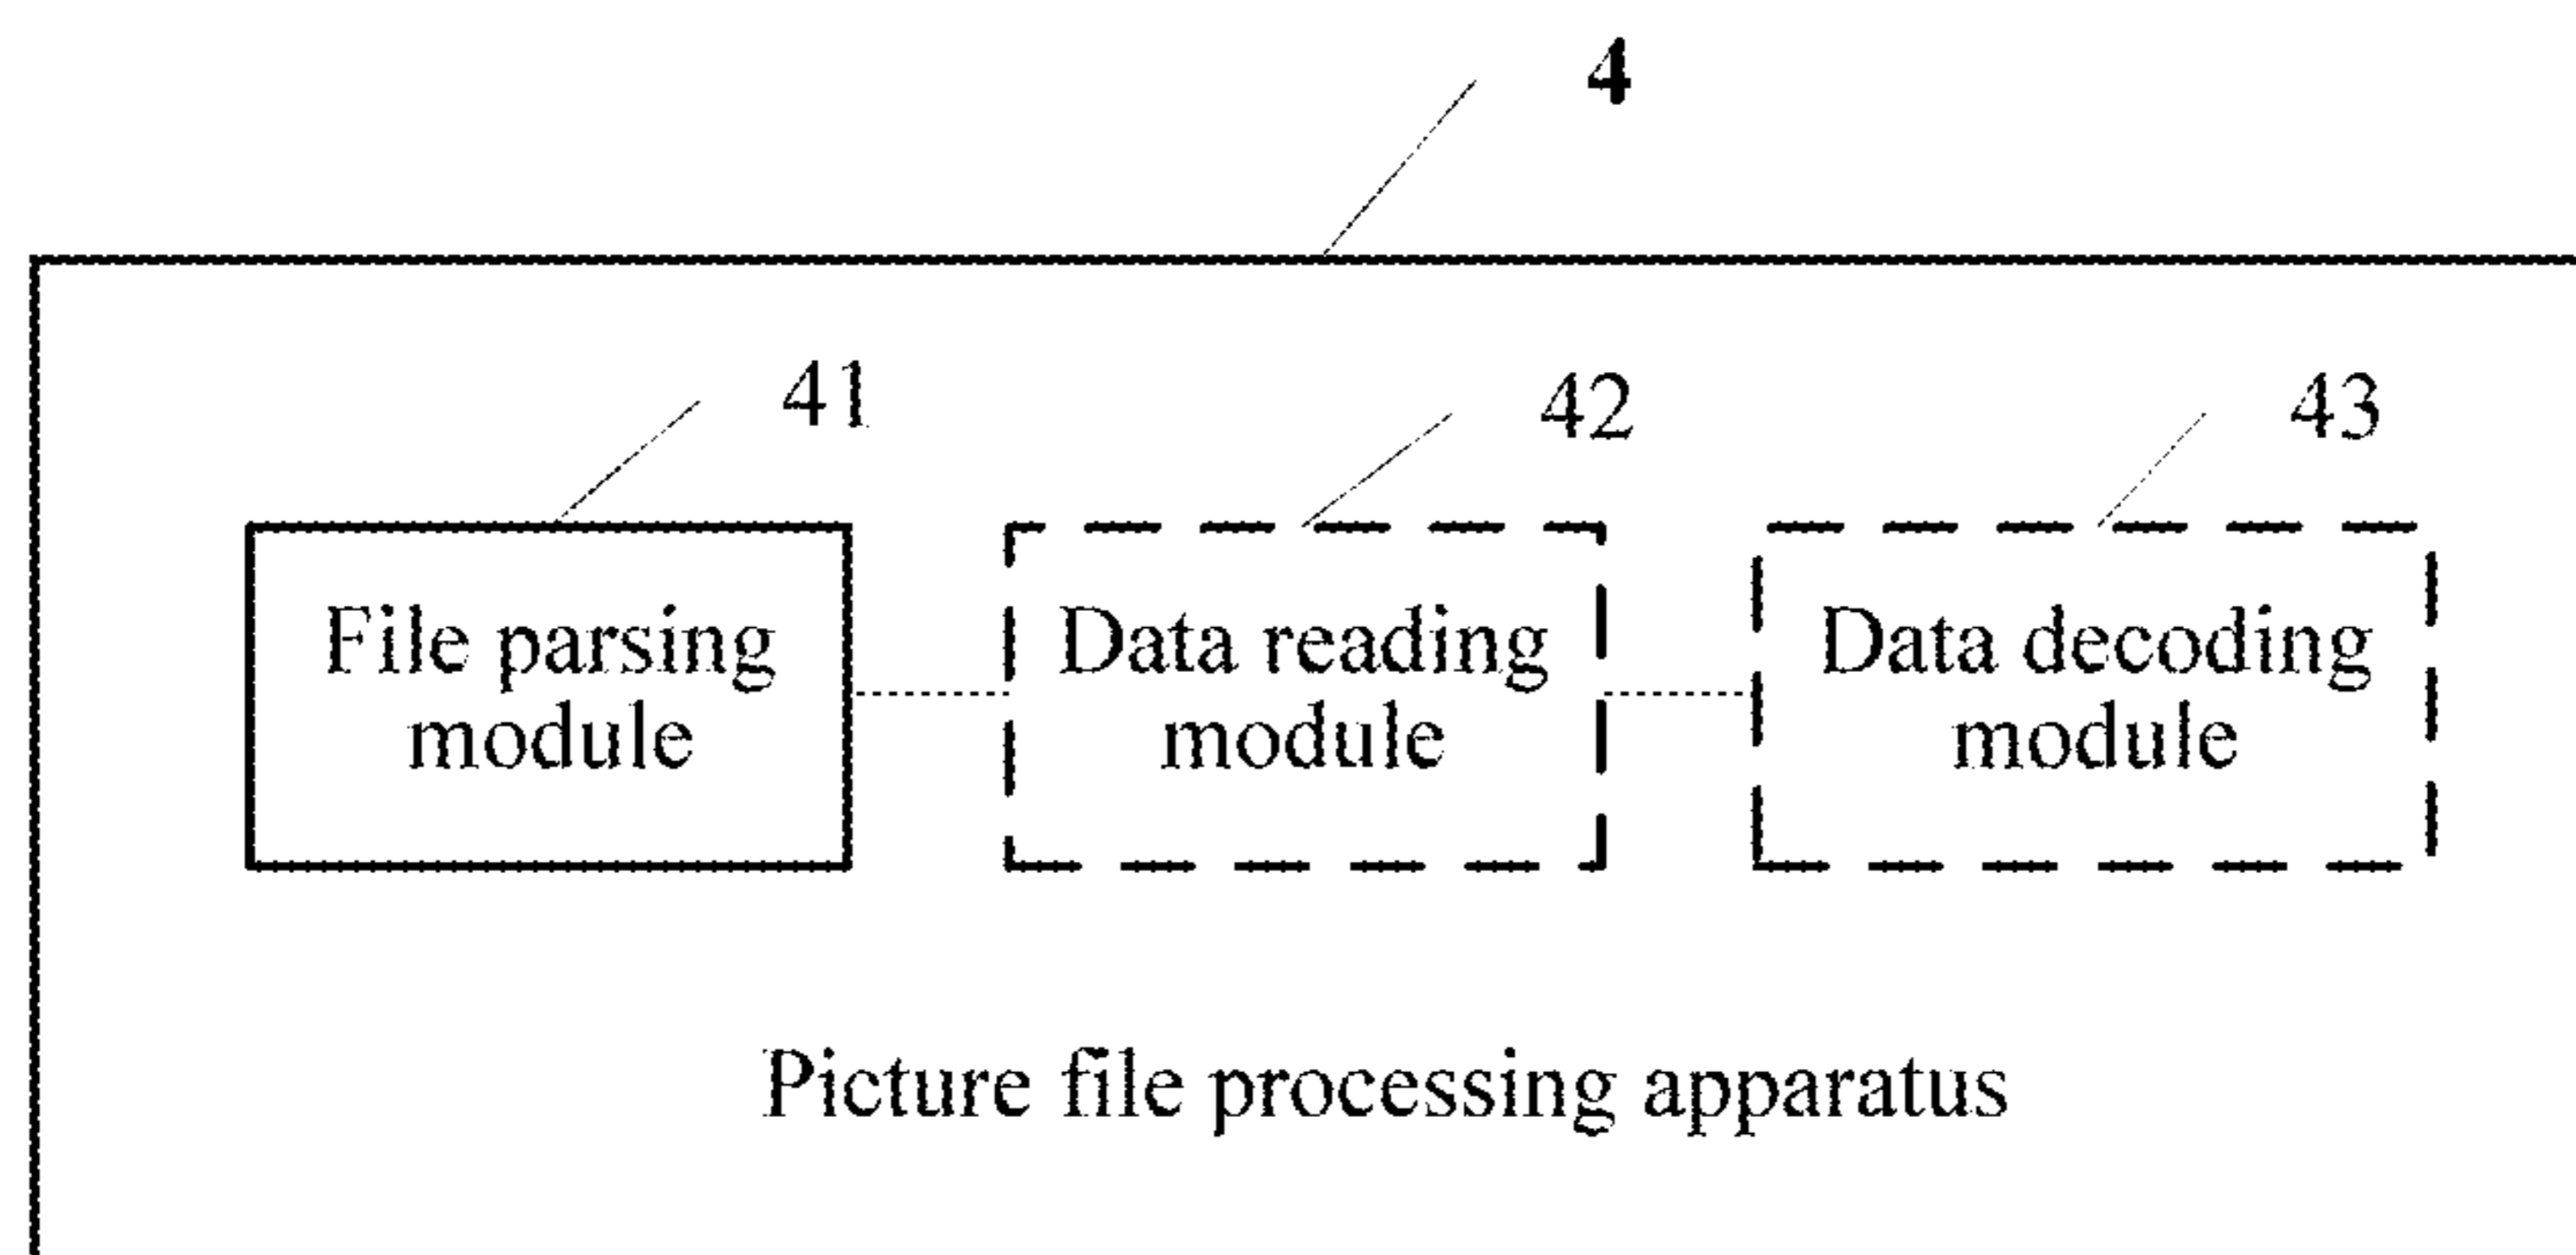 4
41
42
43
File parsing
module
Data reading
module
Data decoding
module
Picture file processing apparatus